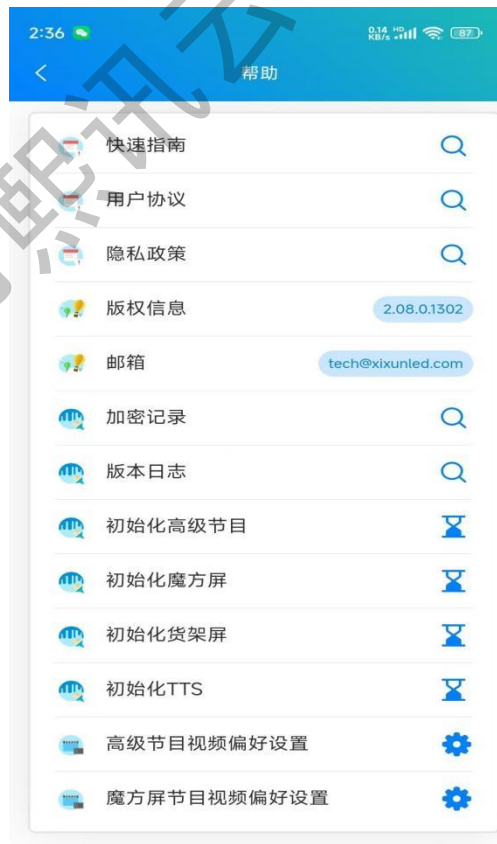 2:36
0.14 KB/s HD 87
帮助
快速指南
用户协议
隐私政策
版权信息 2.08.0.1302
邮箱 tech@xixunled.com
加密记录
版本日志
初始化高级节目
初始化魔方屏
初始化货架屏
初始化TTS
高级节目视频偏好设置
魔方屏节目视频偏好设置
熙讯云